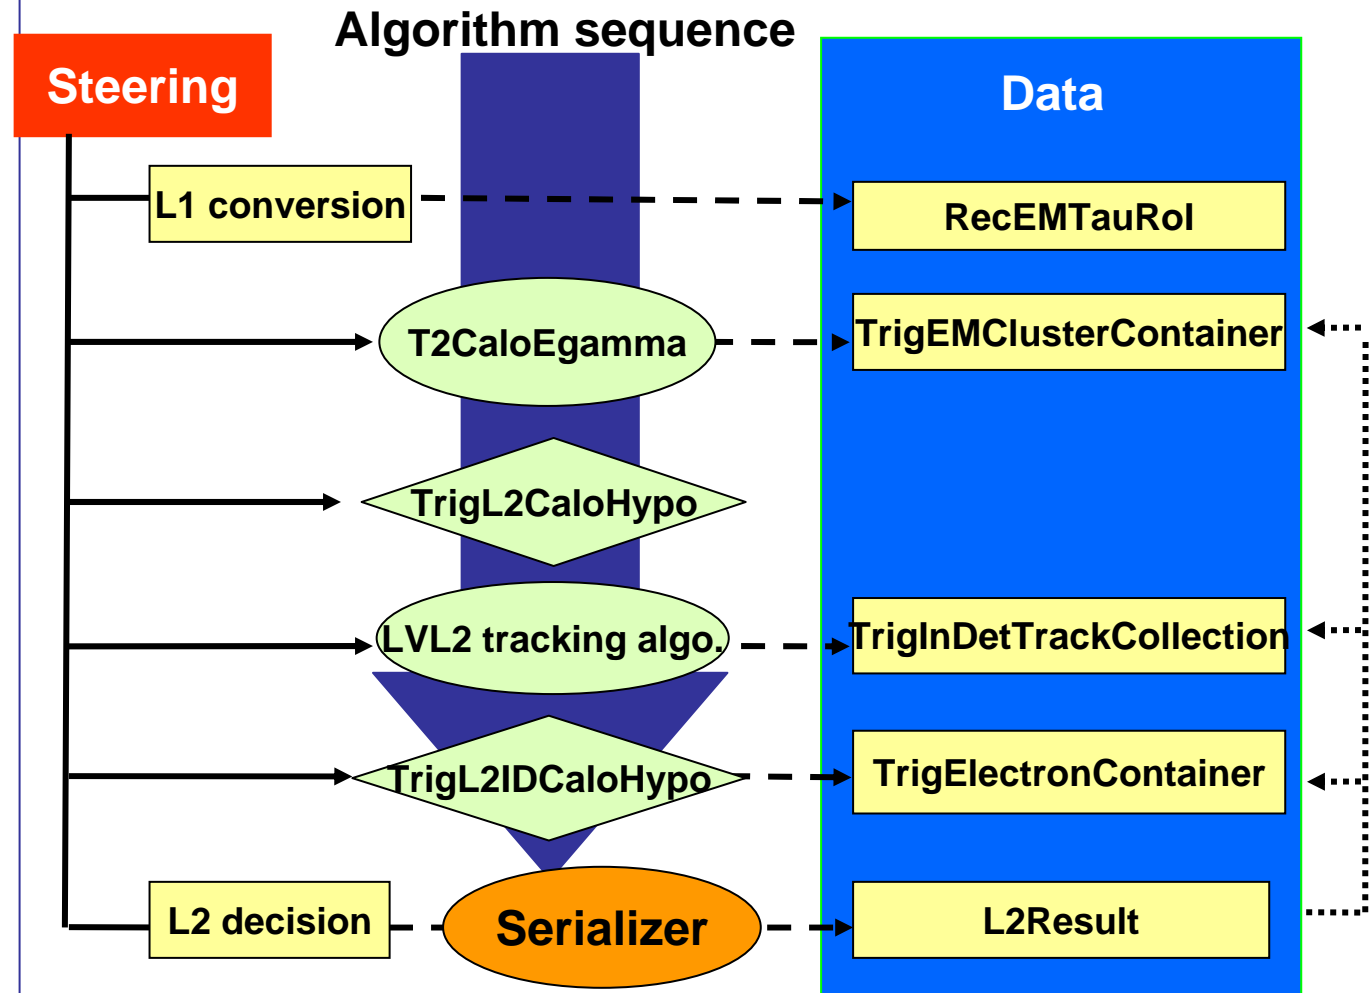 Algorithm sequence
Steering
Data
L1 conversion
RecEMTauRoI
T2CaloEgamma
TrigEMClusterContainer
TrigL2CaloHypo
LVL2 tracking algo.
TrigInDetTrackCollection
TrigL2IDCaloHypo
TrigElectronContainer
L2 decision
Serializer
L2Result